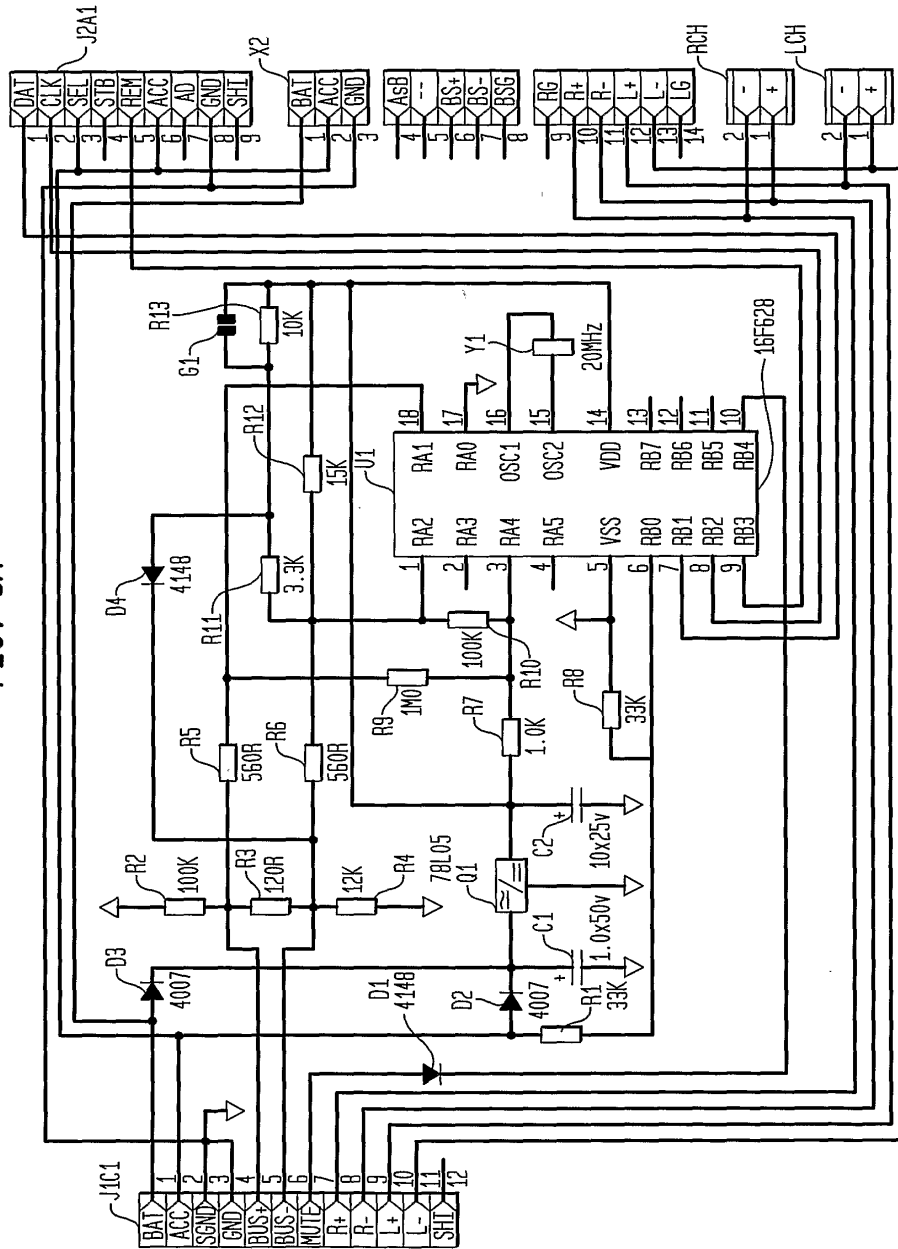 J2A1
DAT 1
CLK 2
SEL 3
STB 4
REM 5
ACC 6
AD 7
GND 8
SHI 9
X2
BAT 1
ACC 2
GND 3
AsB 4
-- 5
BS+ 6
BS- 7
BSG 8
RG 9
R+ 10
R- 11
L+ 12
L- 13
LG 14
RCH
- 2
+ 1
LCH
- 2
+ 1
R13
10K
G1
R12
15K
D4
4148
R11
3.3K
U1
18 RA1
17 RA0
16 OSC1
15 OSC2
14 VDD
13 RB7
12 RB6
11 RB5
10 RB4
1 RA2
2 RA3
3 RA4
4 RA5
5 VSS
6 RB0
7 RB1
8 RB2
9 RB3
Y1
20MHz
16F628
100K
R10
R9
1M0
R7
1.0K
R8
33K
R5
560R
R6
560R
R2
100K
R3
120R
12K
R4
78L05
Q1
C2
+
10x25v
C1
+
1.0x50v
D3
4007
D1
4148
D2
4007
R1
33K
J1C1
BAT 1
ACC 2
SGND 3
GND 4
BUS+ 5
BUS- 6
MUTE 7
R+ 8
R- 9
L+ 10
L- 11
SHI 12